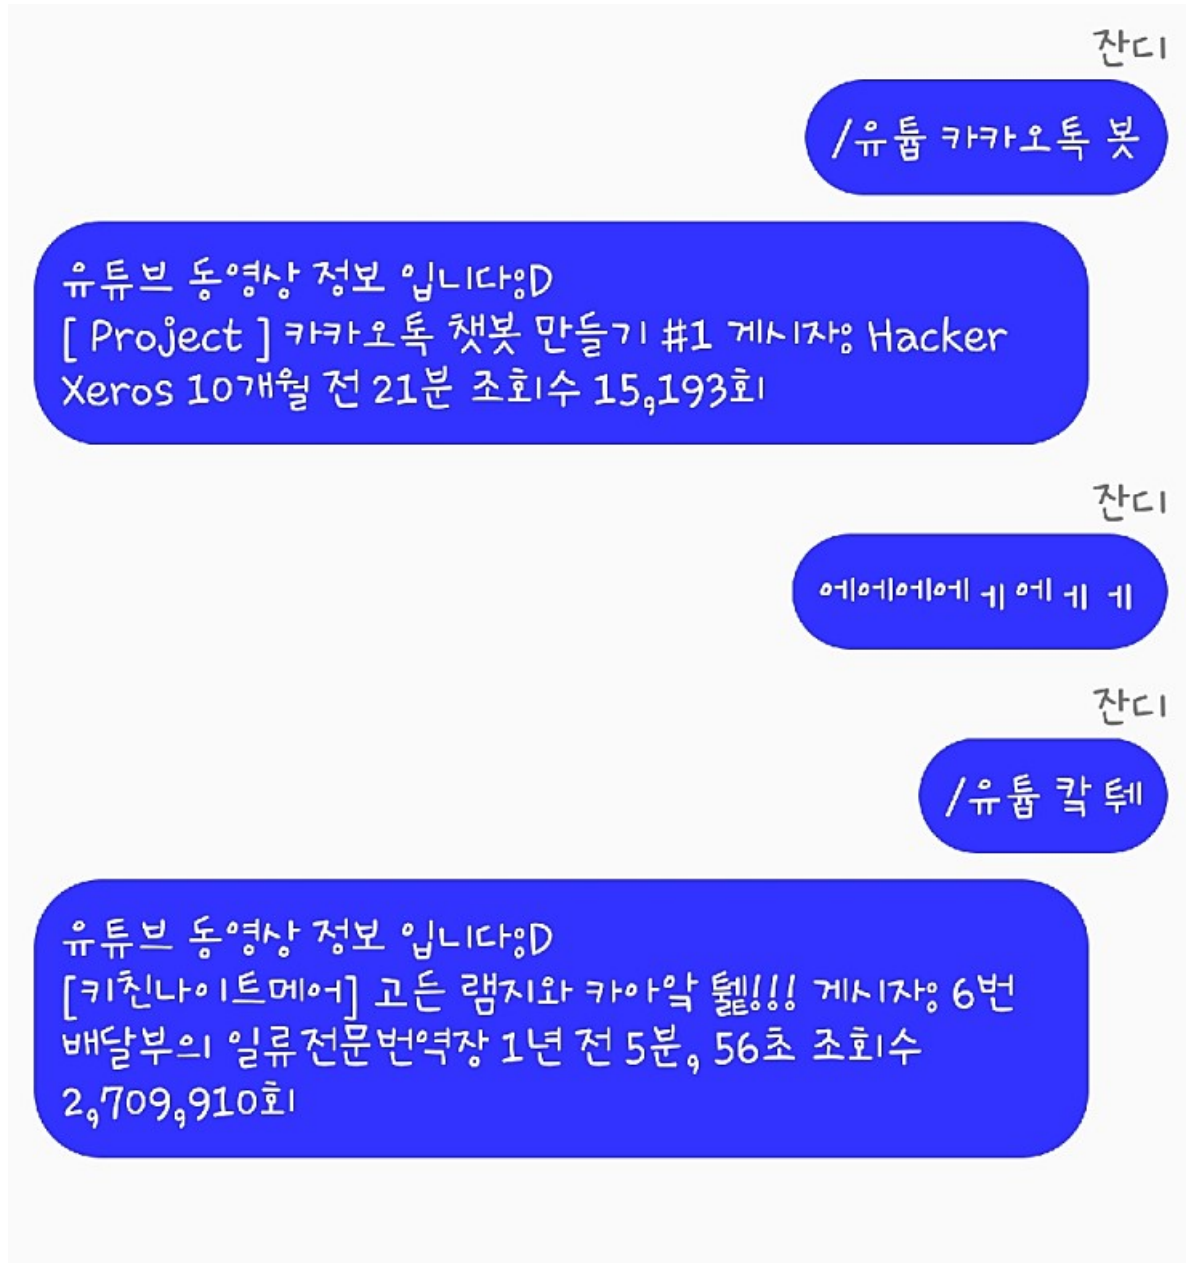 잔디
/유튭 카카오톡 봇
유튜브 동영상 정보 입니다:D
[ Project ] 카카오톡 챗봇 만들기 #1 게시자: Hacker
Xeros 10개월 전 21분 조회수 15,193회
잔디
에에에에 ㅔ 에 ㅔ ㅔ
잔디
/유튭 칵 퉤
유튜브 동영상 정보 입니다:D
[키친나이트메어] 고든 램지와 카아악 !!! 게시자: 6번
배달부의 일류전문번역장 1년 전 5분, 56초 조회수
2,709,910회